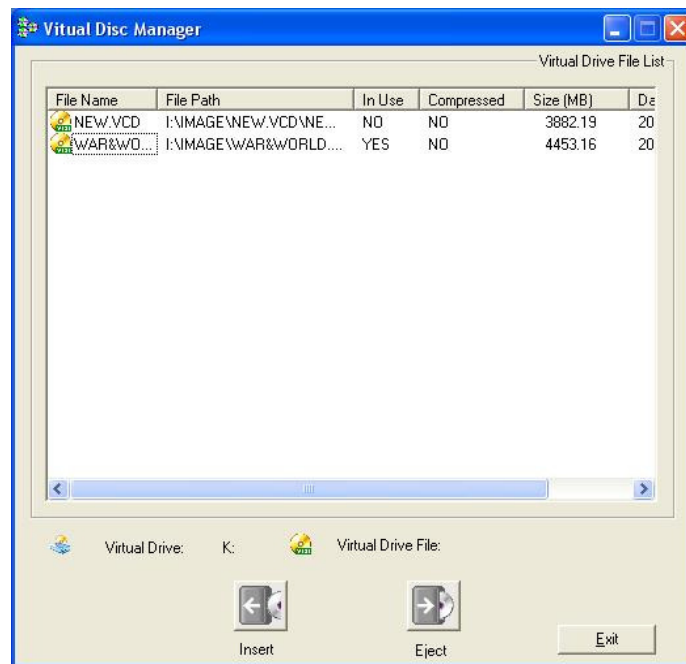 Vitual Disc Manager
Virtual Drive File List
File Name File Path In Use Compressed Size (MB) Da
NEW.VCD I:\IMAGE\NEW.VCD\NE... NO NO 3882.19 20
WAR&WO... I:\IMAGE\WAR&WORLD.... YES NO 4453.16 20
Virtual Drive: K: Virtual Drive File:
Insert Eject Exit